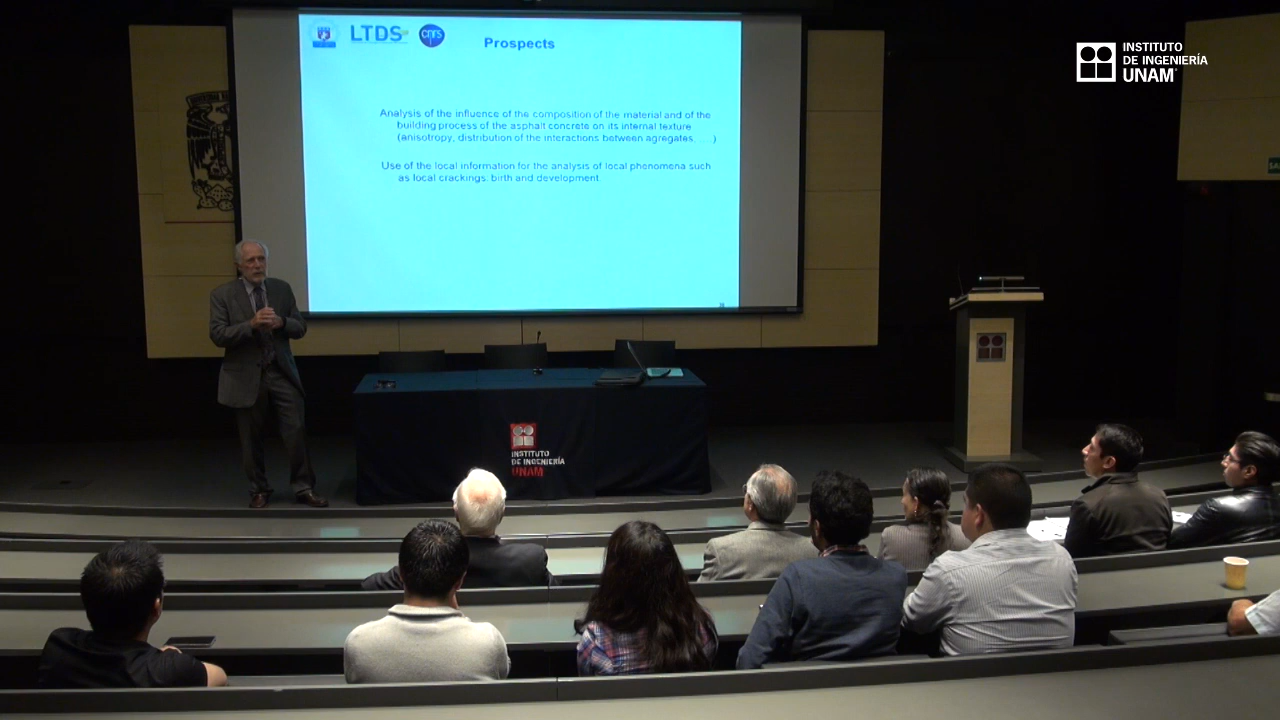 LTDS
cnrs
Prospects
Analysis of the influence of the composition of the material and of the
building process of the asphalt concrete on its internal texture
(anisotropy, distribution of the interactions between agregates.....)
Use of the local information for the analysis of local phenomena such
as local crackings: birth and development
INSTITUTO
DE INGENIERÍA
UNAM
INSTITUTO
DE INGENIERÍA
UNAM